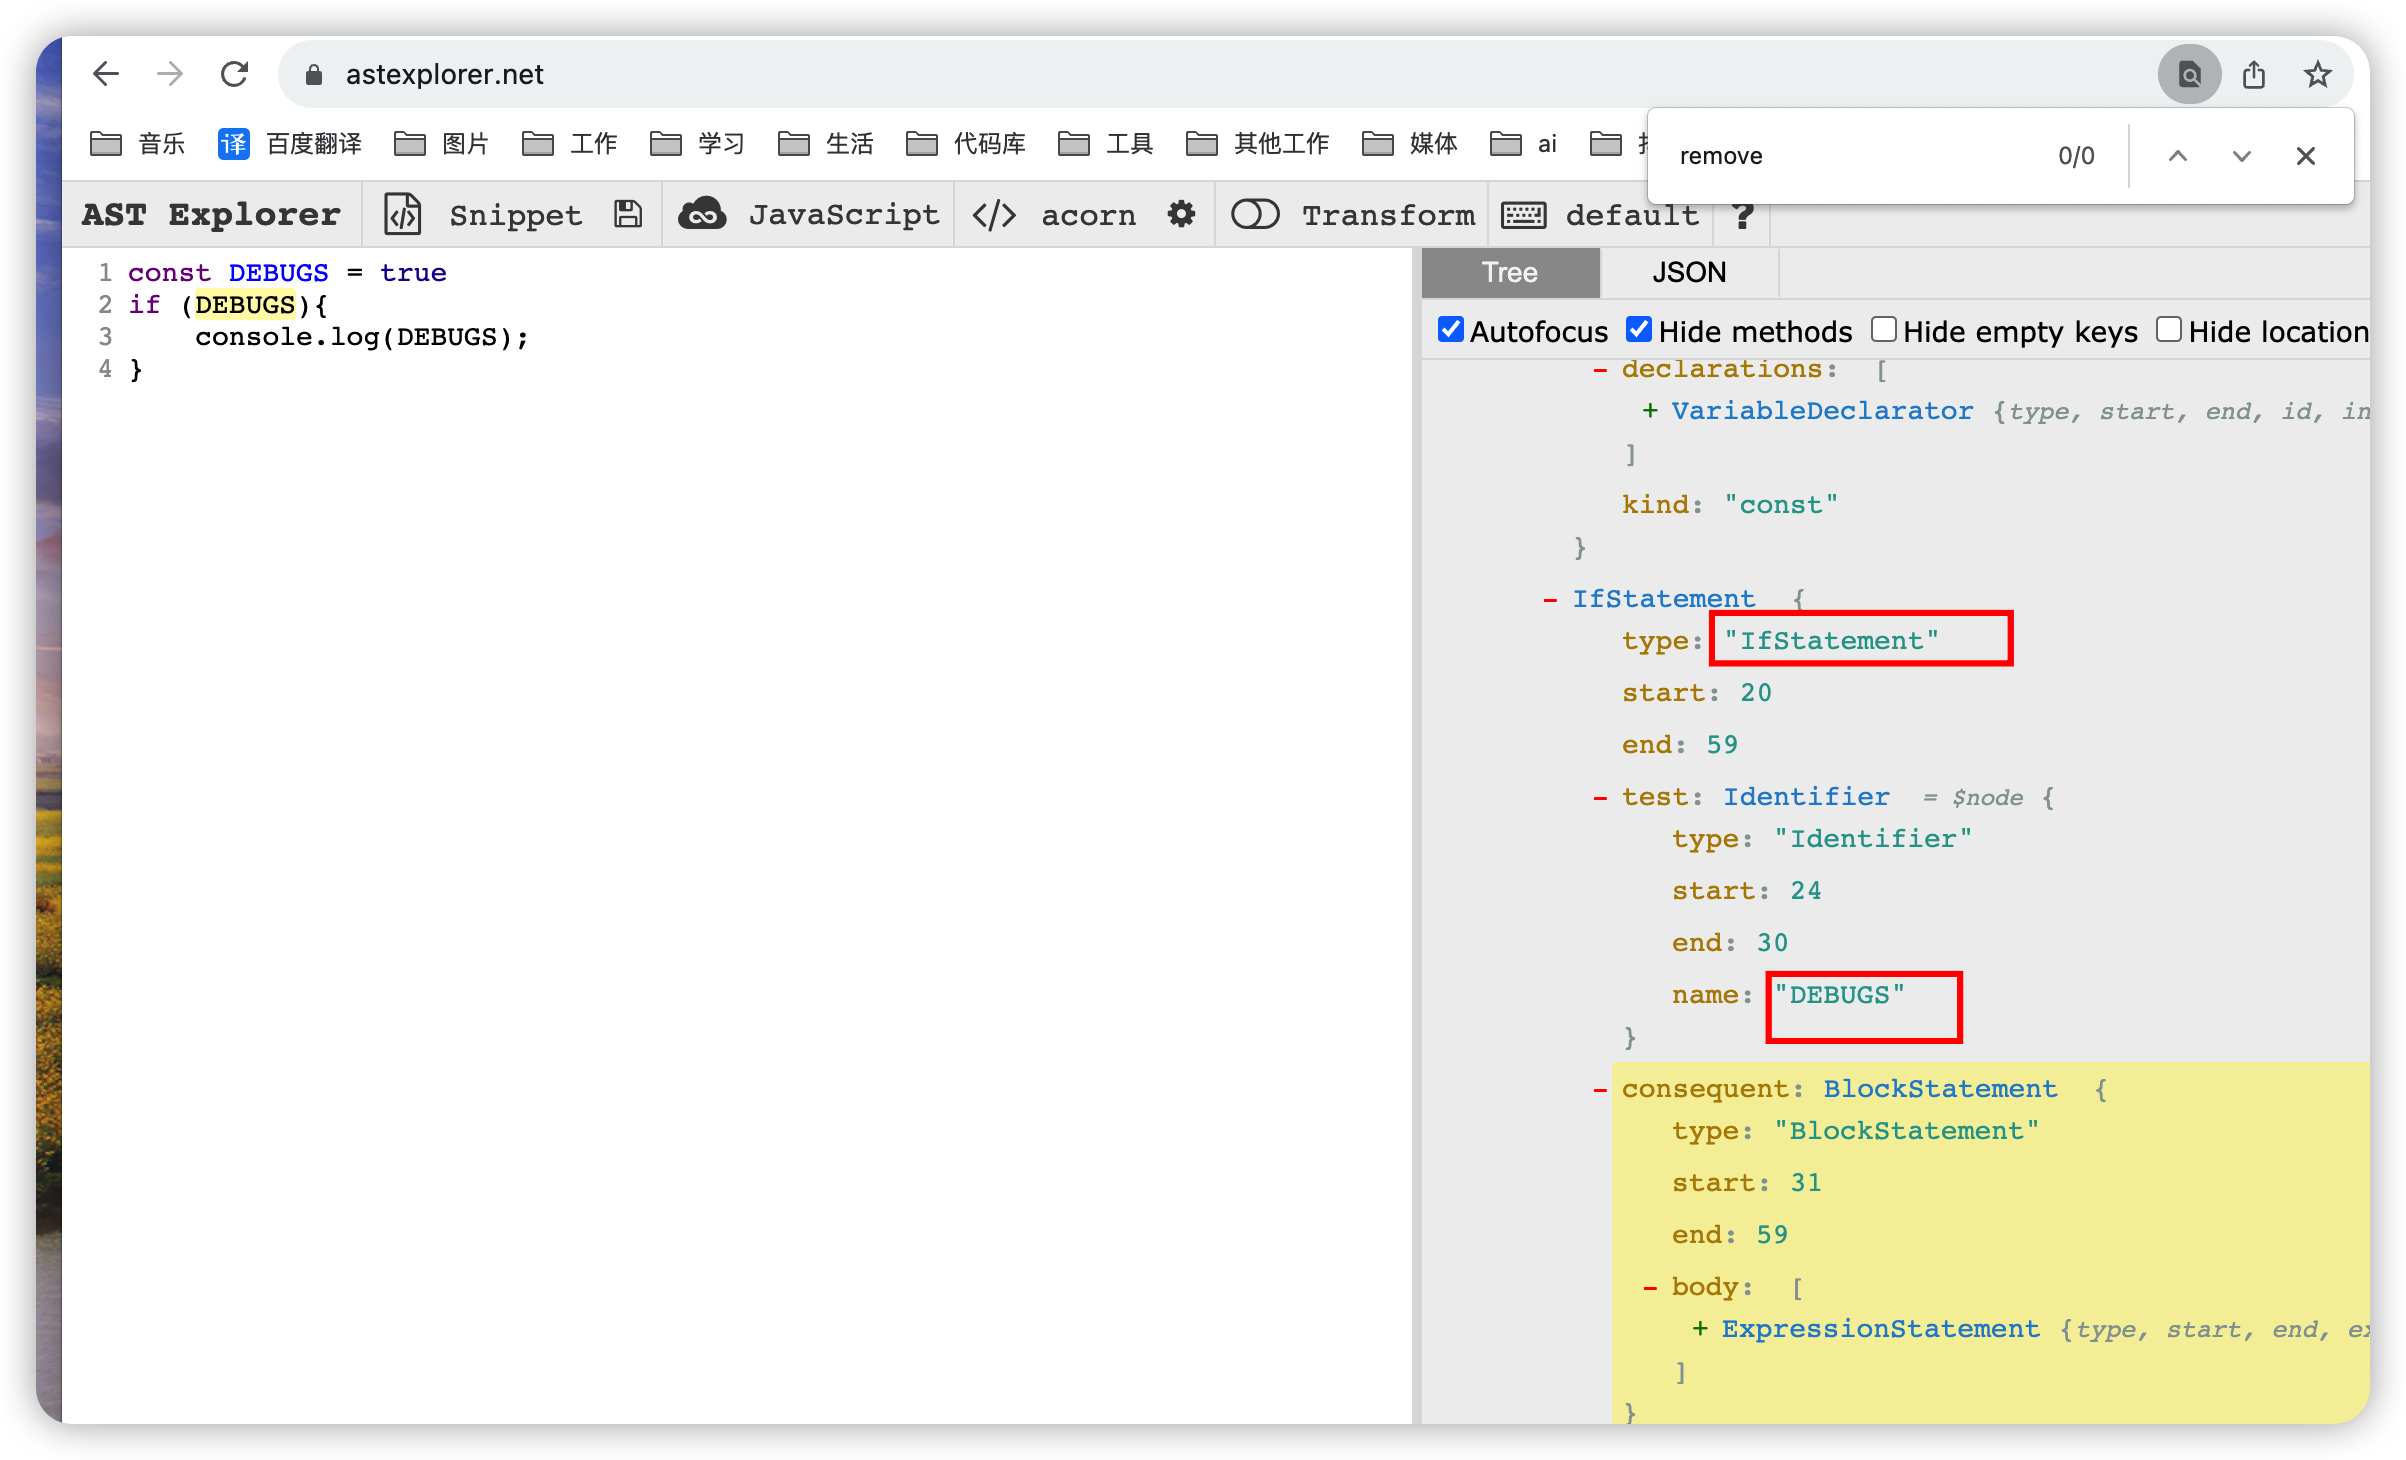 astexplorer.net
音乐 译 百度翻译 图片 工作 学习 生活 代码库 工具 其他工作 媒体 ai
remove 0/0
AST Explorer </> Snippet JavaScript </> acorn Transform default ?
1 const DEBUGS = true
2 if (DEBUGS){
3 console.log(DEBUGS);
4 }
Tree JSON
Autofocus Hide methods Hide empty keys Hide location
- declarations: [
+ VariableDeclarator {type, start, end, id, in
]
kind: "const"
}
- IfStatement {
type: "IfStatement"
start: 20
end: 59
- test: Identifier = $node {
type: "Identifier"
start: 24
end: 30
name: "DEBUGS"
}
- consequent: BlockStatement {
type: "BlockStatement"
start: 31
end: 59
- body: [
+ ExpressionStatement {type, start, end, ex
]
}